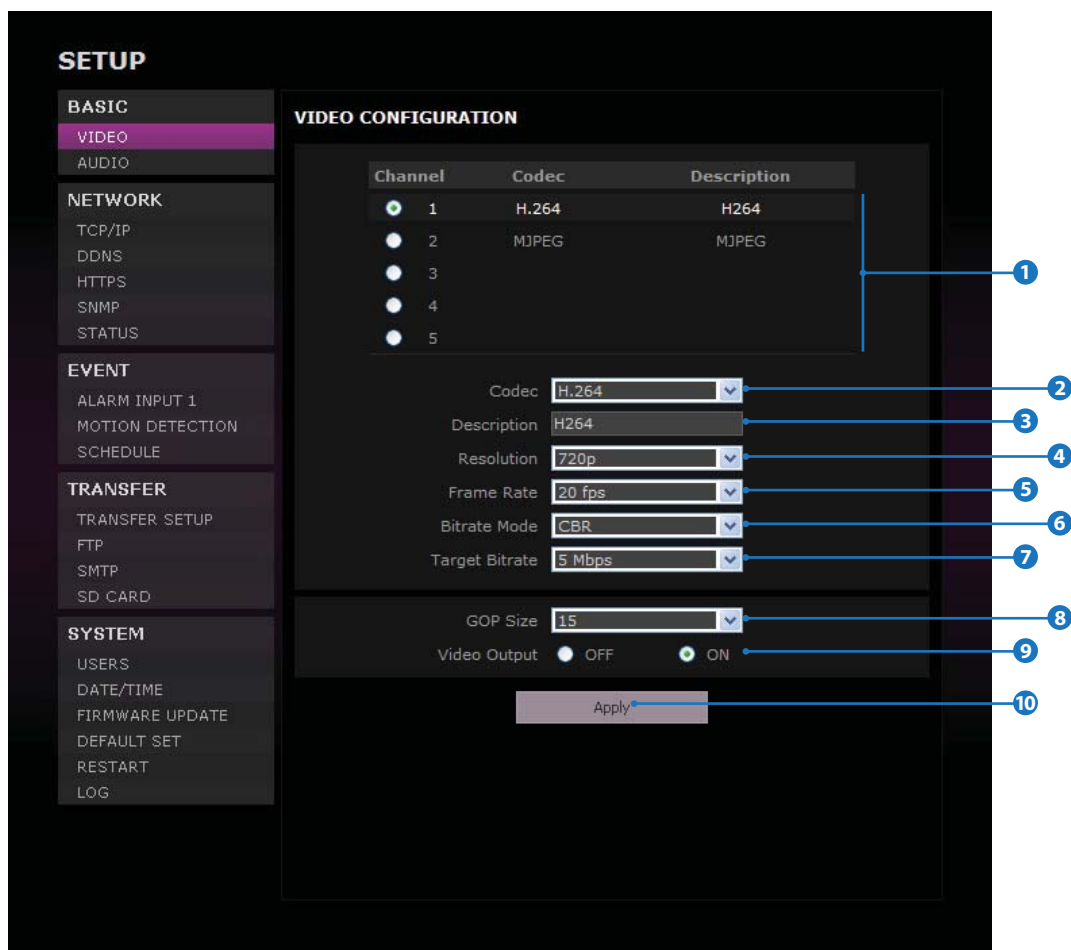 SETUP
BASIC
VIDEO
AUDIO
NETWORK
TCP/IP
DDNS
HTTPS
SNMP
STATUS
EVENT
ALARM INPUT 1
MOTION DETECTION
SCHEDULE
TRANSFER
TRANSFER SETUP
FTP
SMTP
SD CARD
SYSTEM
USERS
DATE/TIME
FIRMWARE UPDATE
DEFAULT SET
RESTART
LOG
VIDEO CONFIGURATION
Channel Codec Description
1 H.264 H264
2 MJPEG MJPEG
3
4
5
1
Codec H.264 2
Description H264 3
Resolution 720p 4
Frame Rate 20 fps 5
Bitrate Mode CBR 6
Target Bitrate 5 Mbps 7
GOP Size 15 8
Video Output OFF ON 9
Apply 10